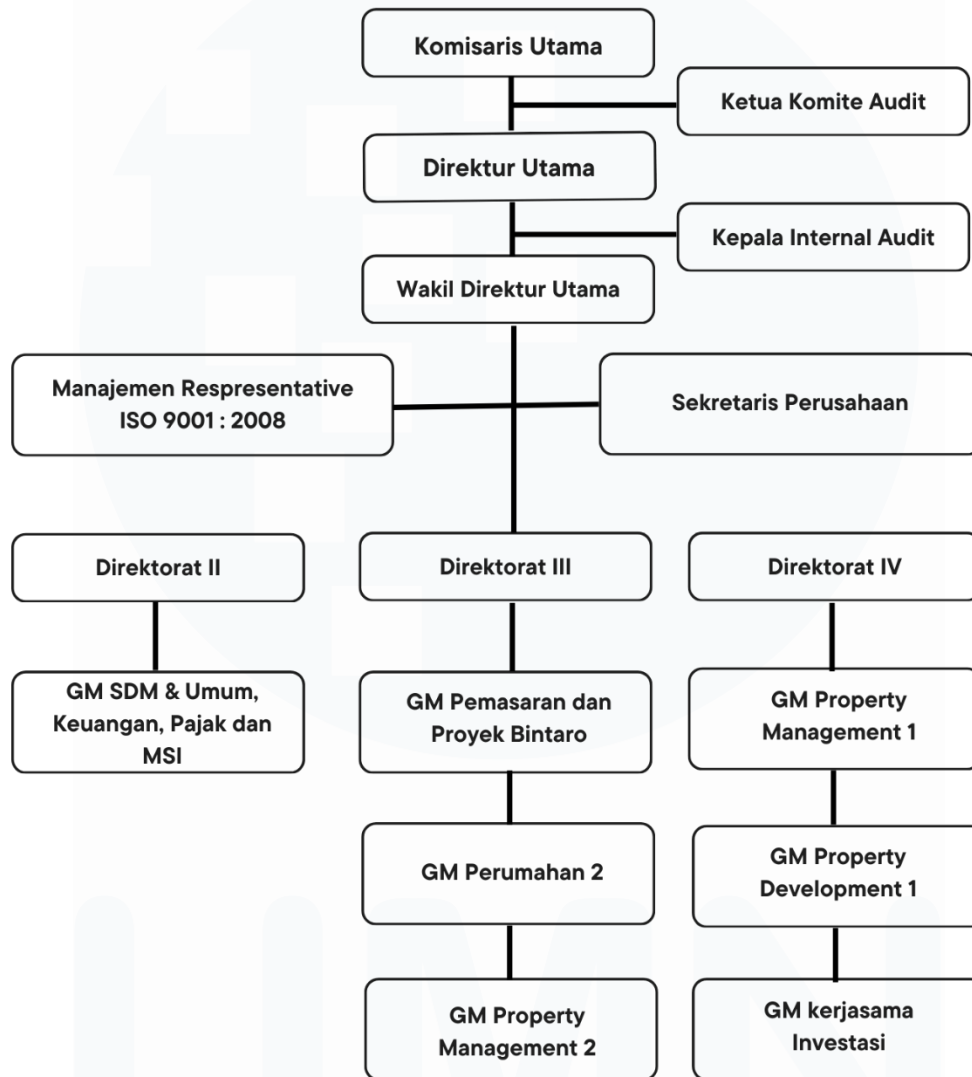 Komisaris Utama
Ketua Komite Audit
Direktur Utama
Kepala Internal Audit
Wakil Direktur Utama
Manajemen Respresentative
ISO 9001 : 2008
Sekretaris Perusahaan
Direktorat II
Direktorat III
Direktorat IV
GM SDM & Umum,
Keuangan, Pajak dan
MSI
GM Pemasaran dan
Proyek Bintaro
GM Property
Management 1
GM Perumahan 2
GM Property
Development 1
GM Property
Management 2
GM kerjasama
Investasi
UMN